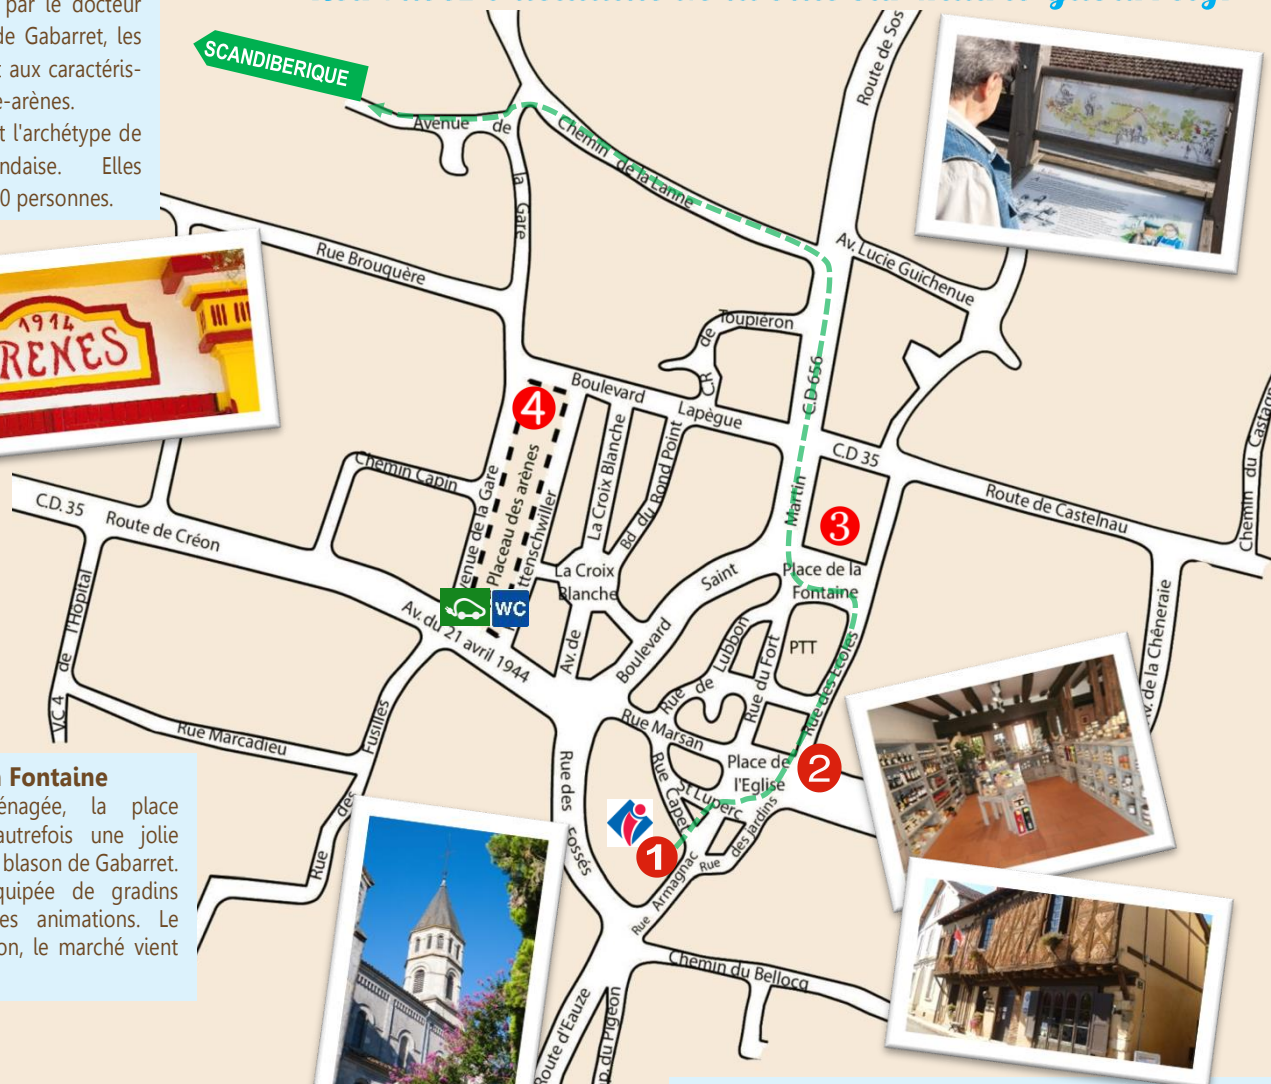 par le docteur
de Gabarret, les
aux caractéris-
e-arènes.
t l'archétype de
ndaise. Elles
0 personnes.
SCANDIBERIQUE
Avenue de la Gare
Chemin de la Lanne
Route de Sos
Av. Lucie Guichenue
Rue Brouquère
C.R de Toupiéron
C.D 656
1914
RENES
Boulevard Lapègue
4
C.D 35
Route de Castelnau
Chemin du Castagn
Chemin Capin
C.D. 35 Route de Créon
venue de la Gare
Placeau des arènes
ttenschwiller
La Croix Blanche
Bd du Rond Point
3
Place de la
Fontaine
La Croix
Blanche
Boulevard Saint Martin
WC
Av. du 21 avril 1944
Av. de
V.C 4 de l'Hôpital
Rue de Lubbon
Rue du Fort
PTT
Rue des Ecoles
v. de la Chêneraie
Rue Marcadieu
Rue des Fusillés
Rue Marsan
Place de
l'Eglise
2
Rue Capet
St Luperc
Rue des Jardins
1
Rue Armagnac
Rue des Fossés
Fontaine
énagée, la place
autrefois une jolie
blason de Gabarret.
quipée de gradins
es animations. Le
on, le marché vient
Chemin du Bellocq
Route d'Eauze
p. du Pigeon